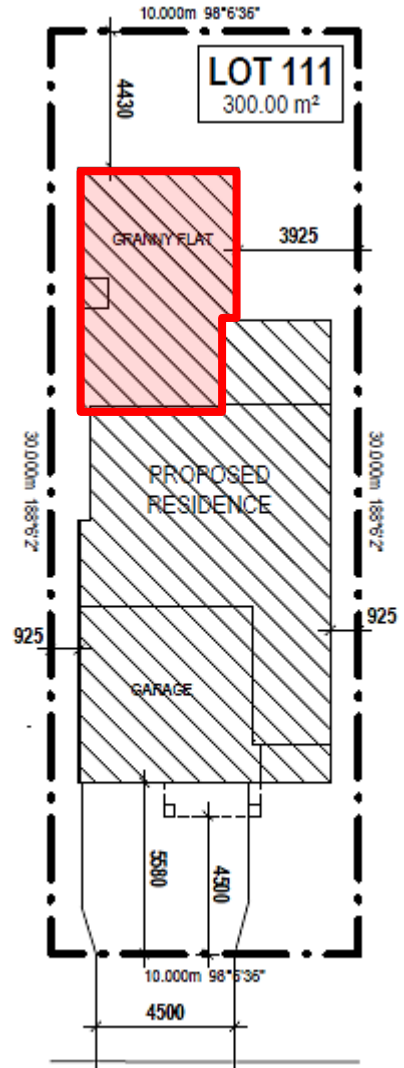 10.000m 98°6'36"
LOT 111
300.00 m²
4430
GRANNY FLAT
3925
30.000m 188°6'2"
30.000m 188°6'2"
PROPOSED
RESIDENCE
925
925
GARAGE
5580
4500
10.000m 98°6'36"
4500